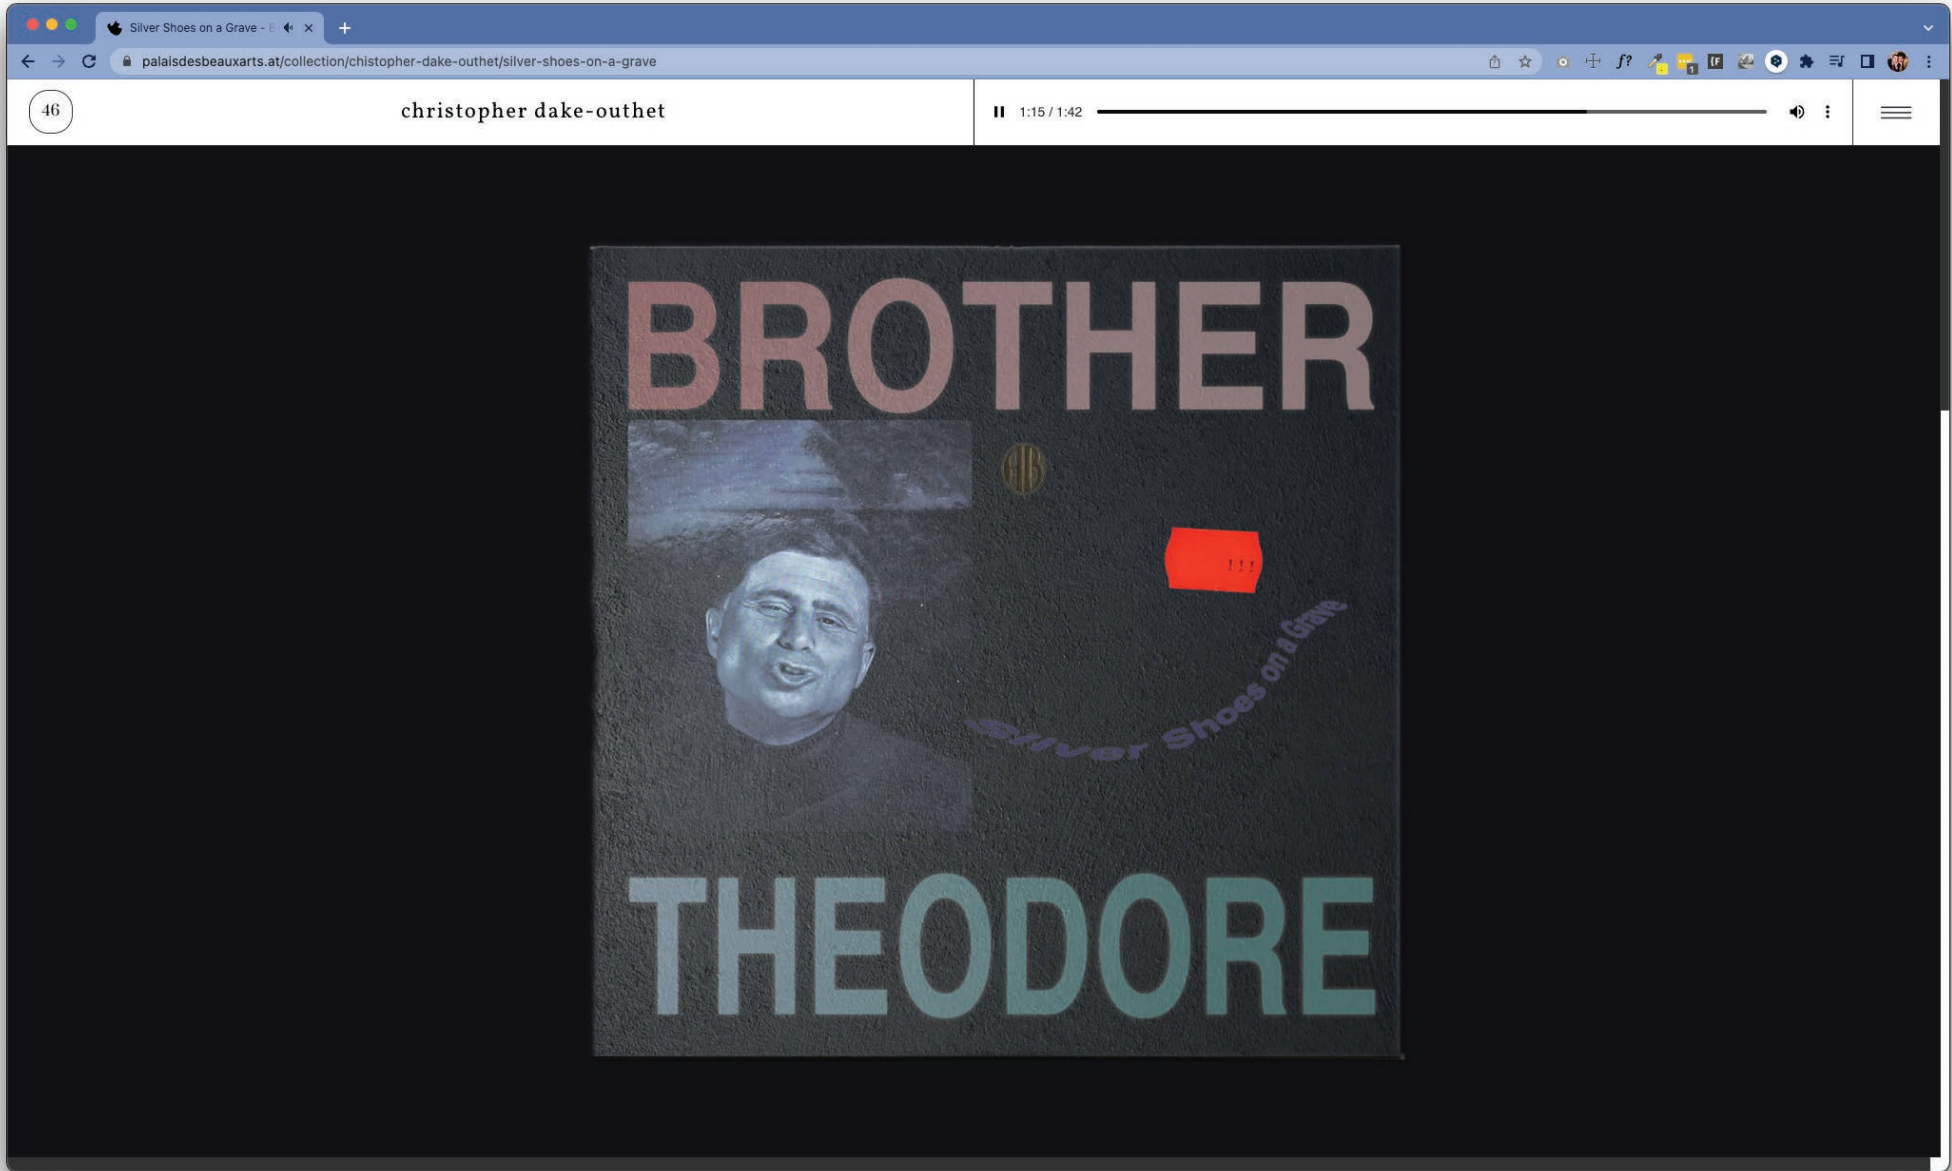 Silver Shoes on a Grave -
palaisdesbeauxarts.at/collection/chistopher-dake-outhet/silver-shoes-on-a-grave
f?
1
46
christopher dake-outhet
1:15 / 1:42
BROTHER
!!!
Silver Shoes on a Grave
THEODORE